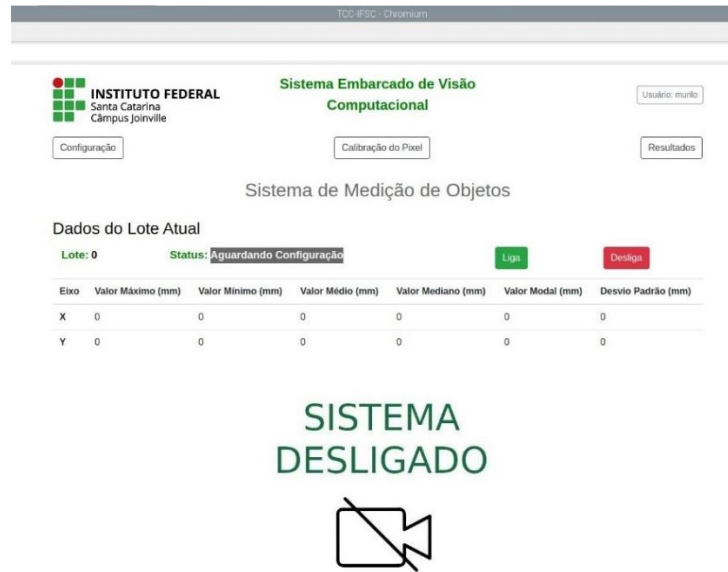 TCC-IFSC - Chromium
INSTITUTO FEDERAL
Santa Catarina
Câmpus Joinville
Sistema Embarcado de Visão
Computacional
Usuário: murilo
Configuração
Calibração do Pixel
Resultados
Sistema de Medição de Objetos
Dados do Lote Atual
Lote: 0 Status: Aguardando Configuração Liga Desliga
Eixo Valor Máximo (mm) Valor Mínimo (mm) Valor Médio (mm) Valor Mediano (mm) Valor Modal (mm) Desvio Padrão (mm)
X 0 0 0 0 0 0
Y 0 0 0 0 0 0
SISTEMA
DESLIGADO